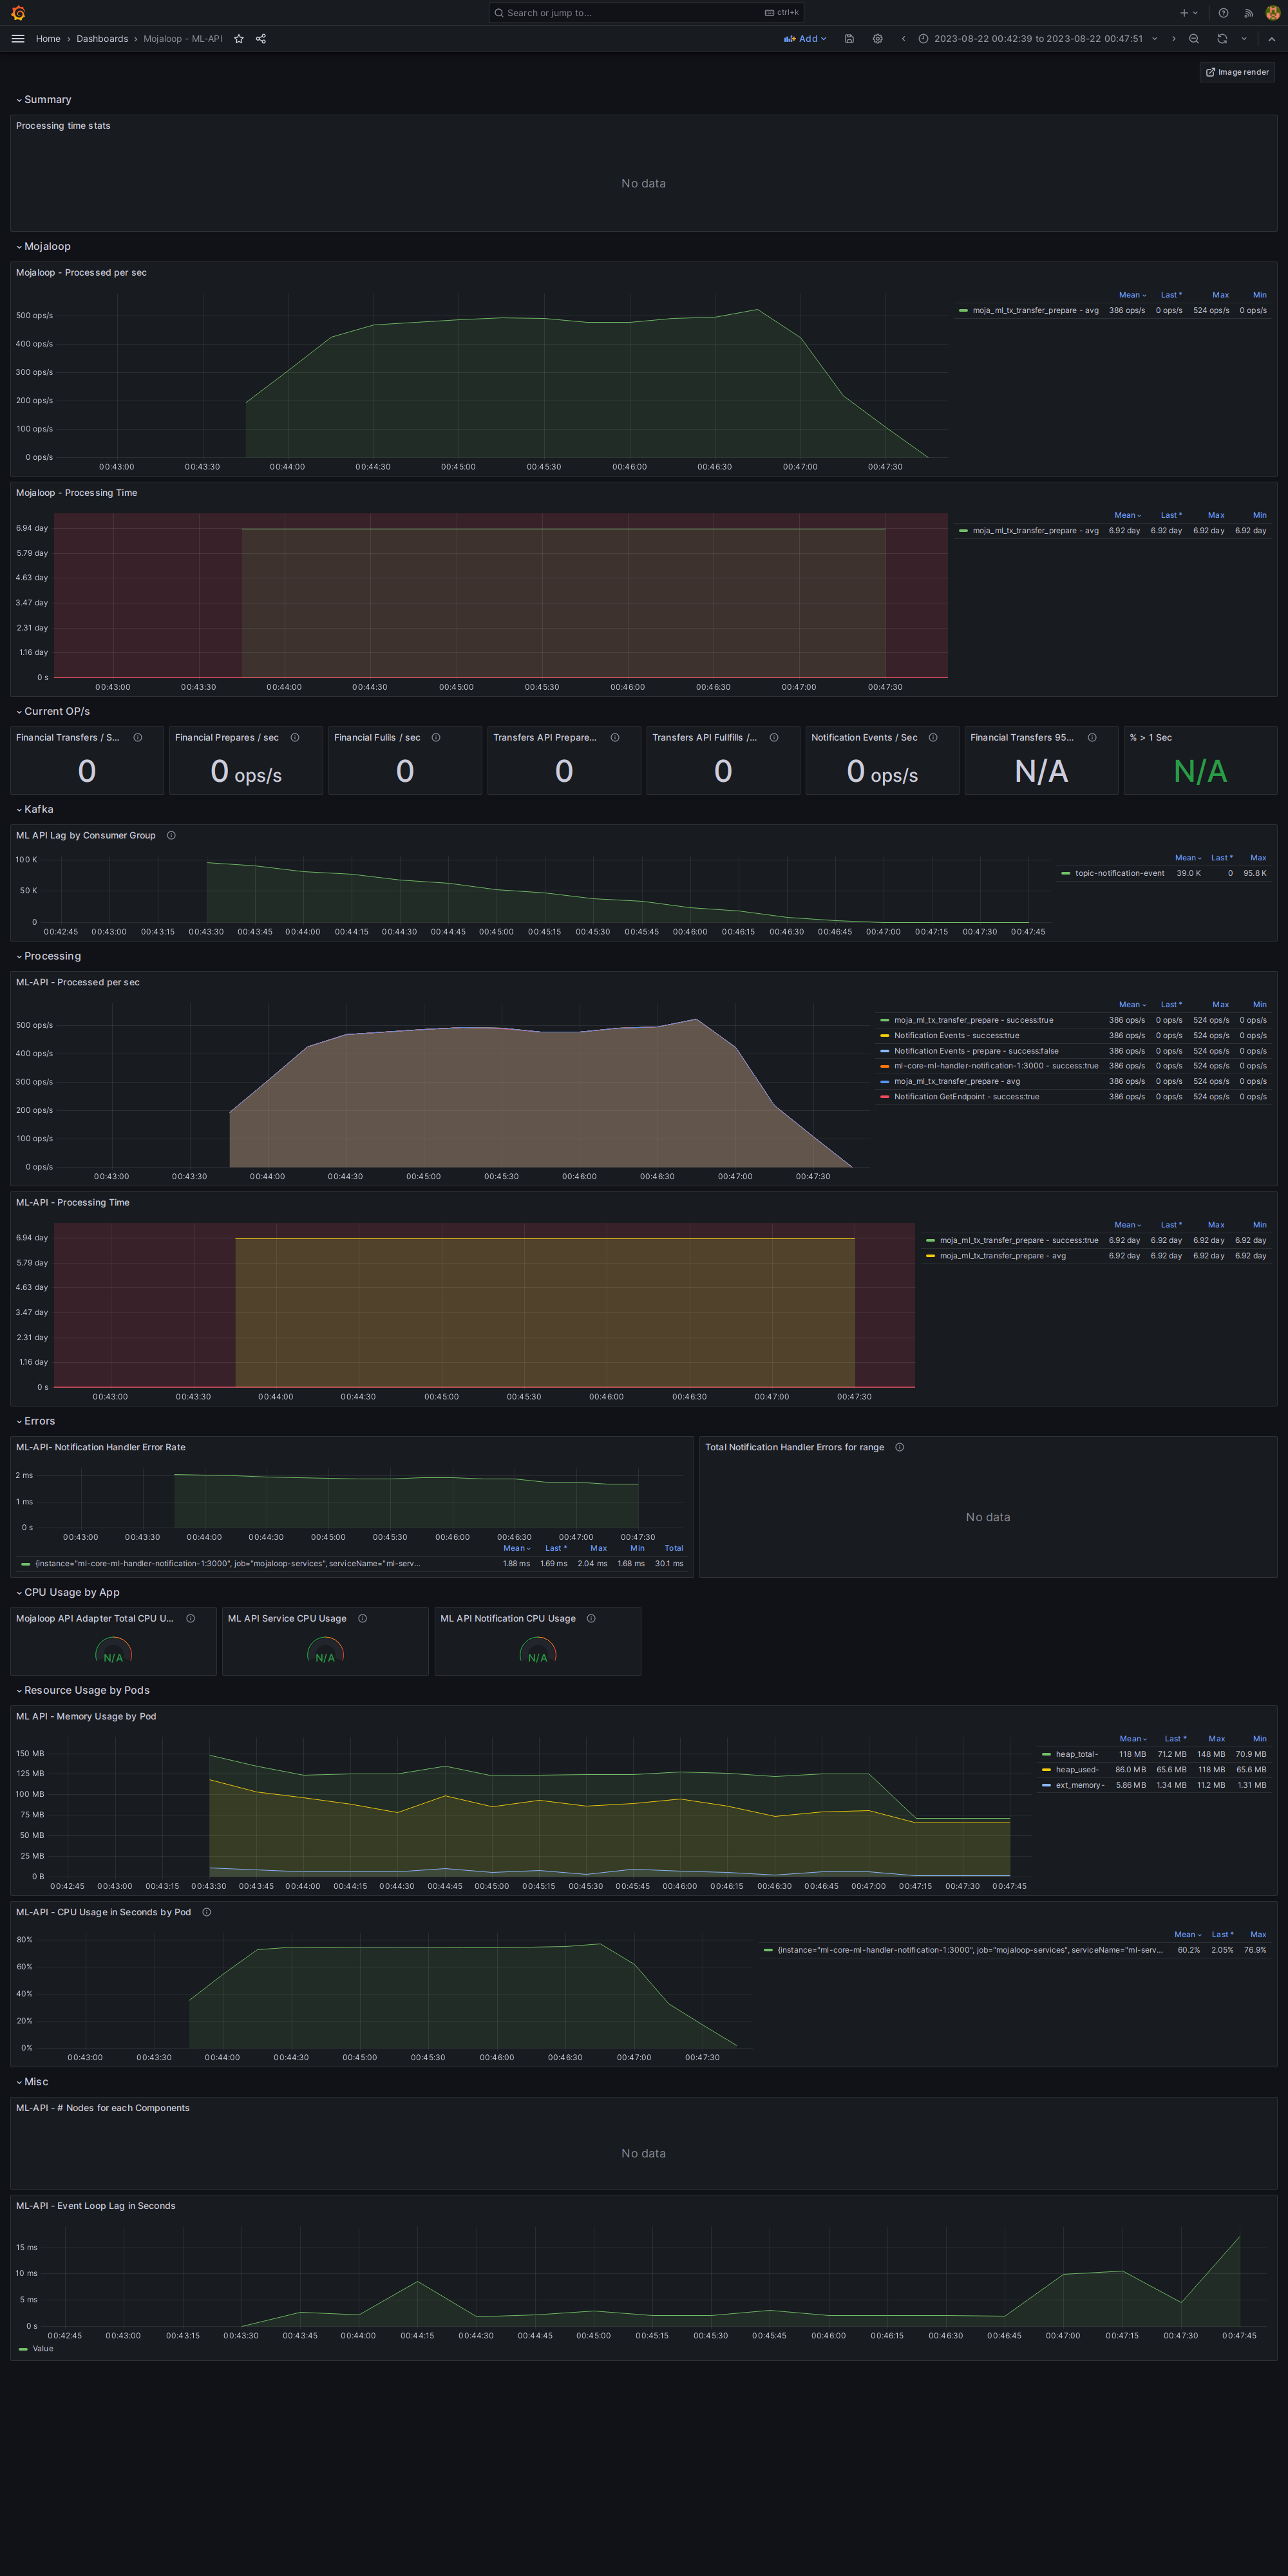 Search or jump to...
ctrl+k
Home › Dashboards › Mojaloop - ML-API
Add
2023-08-22 00:42:39 to 2023-08-22 00:47:51
Image render
Summary
Processing time stats
No data
Mojaloop
Mojaloop - Processed per sec
500 ops/s
400 ops/s
300 ops/s
200 ops/s
100 ops/s
0 ops/s
00:43:00 00:43:30 00:44:00 00:44:30 00:45:00 00:45:30 00:46:00 00:46:30 00:47:00 00:47:30
Mean Last * Max Min
moja_ml_tx_transfer_prepare - avg 386 ops/s 0 ops/s 524 ops/s 0 ops/s
Mojaloop - Processing Time
6.94 day
5.79 day
4.63 day
3.47 day
2.31 day
1.16 day
0 s
00:43:00 00:43:30 00:44:00 00:44:30 00:45:00 00:45:30 00:46:00 00:46:30 00:47:00 00:47:30
Mean Last * Max Min
moja_ml_tx_transfer_prepare - avg 6.92 day 6.92 day 6.92 day 6.92 day
Current OP/s
Financial Transfers / S...
0
Financial Prepares / sec
0 ops/s
Financial Fulils / sec
0
Transfers API Prepare...
0
Transfers API Fullfills /...
0
Notification Events / Sec
0 ops/s
Financial Transfers 95...
N/A
% > 1 Sec
N/A
Kafka
ML API Lag by Consumer Group
100 K
50 K
0
00:42:45 00:43:00 00:43:15 00:43:30 00:43:45 00:44:00 00:44:15 00:44:30 00:44:45 00:45:00 00:45:15 00:45:30 00:45:45 00:46:00 00:46:15 00:46:30 00:46:45 00:47:00 00:47:15 00:47:30 00:47:45
Mean Last * Max
topic-notification-event 39.0 K 0 95.8 K
Processing
ML-API - Processed per sec
500 ops/s
400 ops/s
300 ops/s
200 ops/s
100 ops/s
0 ops/s
00:43:00 00:43:30 00:44:00 00:44:30 00:45:00 00:45:30 00:46:00 00:46:30 00:47:00 00:47:30
Mean Last * Max Min
moja_ml_tx_transfer_prepare - success:true 386 ops/s 0 ops/s 524 ops/s 0 ops/s
Notification Events - success:true 386 ops/s 0 ops/s 524 ops/s 0 ops/s
Notification Events - prepare - success:false 386 ops/s 0 ops/s 524 ops/s 0 ops/s
ml-core-ml-handler-notification-1:3000 - success:true 386 ops/s 0 ops/s 524 ops/s 0 ops/s
moja_ml_tx_transfer_prepare - avg 386 ops/s 0 ops/s 524 ops/s 0 ops/s
Notification GetEndpoint - success:true 386 ops/s 0 ops/s 524 ops/s 0 ops/s
ML-API - Processing Time
6.94 day
5.79 day
4.63 day
3.47 day
2.31 day
1.16 day
0 s
00:43:00 00:43:30 00:44:00 00:44:30 00:45:00 00:45:30 00:46:00 00:46:30 00:47:00 00:47:30
Mean Last * Max Min
moja_ml_tx_transfer_prepare - success:true 6.92 day 6.92 day 6.92 day 6.92 day
moja_ml_tx_transfer_prepare - avg 6.92 day 6.92 day 6.92 day 6.92 day
Errors
ML-API- Notification Handler Error Rate
2 ms
1 ms
0 s
00:43:00 00:43:30 00:44:00 00:44:30 00:45:00 00:45:30 00:46:00 00:46:30 00:47:00 00:47:30
Mean Last * Max Min Total
{instance="ml-core-ml-handler-notification-1:3000", job="mojaloop-services", serviceName="ml-serv... 1.88 ms 1.69 ms 2.04 ms 1.68 ms 30.1 ms
Total Notification Handler Errors for range
No data
CPU Usage by App
Mojaloop API Adapter Total CPU U...
N/A
ML API Service CPU Usage
N/A
ML API Notification CPU Usage
N/A
Resource Usage by Pods
ML API - Memory Usage by Pod
150 MB
125 MB
100 MB
75 MB
50 MB
25 MB
0 B
00:42:45 00:43:00 00:43:15 00:43:30 00:43:45 00:44:00 00:44:15 00:44:30 00:44:45 00:45:00 00:45:15 00:45:30 00:45:45 00:46:00 00:46:15 00:46:30 00:46:45 00:47:00 00:47:15 00:47:30 00:47:45
Mean Last * Max Min
heap_total- 118 MB 71.2 MB 148 MB 70.9 MB
heap_used- 86.0 MB 65.6 MB 118 MB 65.6 MB
ext_memory- 5.86 MB 1.34 MB 11.2 MB 1.31 MB
ML-API - CPU Usage in Seconds by Pod
80%
60%
40%
20%
0%
00:43:00 00:43:30 00:44:00 00:44:30 00:45:00 00:45:30 00:46:00 00:46:30 00:47:00 00:47:30
Mean Last * Max
{instance="ml-core-ml-handler-notification-1:3000", job="mojaloop-services", serviceName="ml-serv... 60.2% 2.05% 76.9%
Misc
ML-API - # Nodes for each Components
No data
ML-API - Event Loop Lag in Seconds
15 ms
10 ms
5 ms
0 s
00:42:45 00:43:00 00:43:15 00:43:30 00:43:45 00:44:00 00:44:15 00:44:30 00:44:45 00:45:00 00:45:15 00:45:30 00:45:45 00:46:00 00:46:15 00:46:30 00:46:45 00:47:00 00:47:15 00:47:30 00:47:45
Value